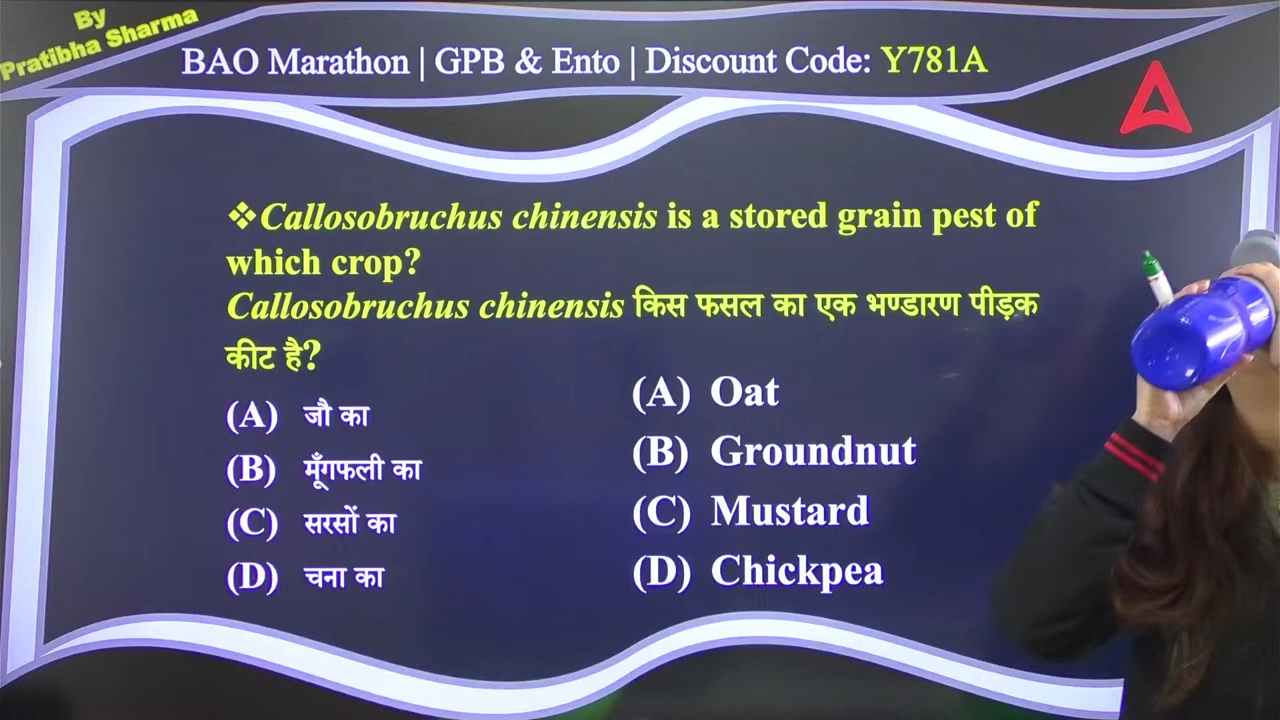 By
Pratibha Sharma
BAO Marathon | GPB & Ento | Discount Code: Y781A
❖Callosobruchus chinensis is a stored grain pest of
which crop?
Callosobruchus chinensis किस फसल का एक भण्डारण पीड़क
कीट है?
(A) जौ का
(B) मूँगफली का
(C) सरसों का
(D) चना का
(A) Oat
(B) Groundnut
(C) Mustard
(D) Chickpea